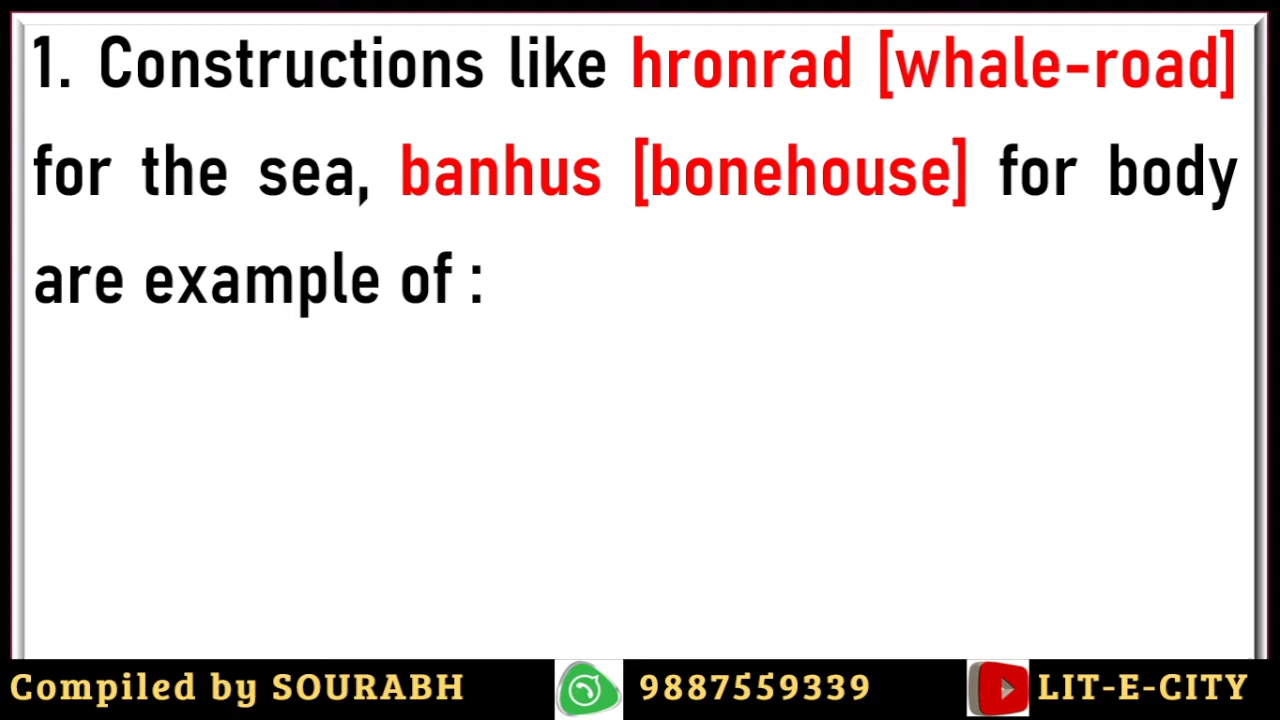 1. Constructions like hronrad [whale-road]
for the sea, banhus [bonehouse] for body
are example of :
Compiled by SOURABH 9887559339 LIT-E-CITY